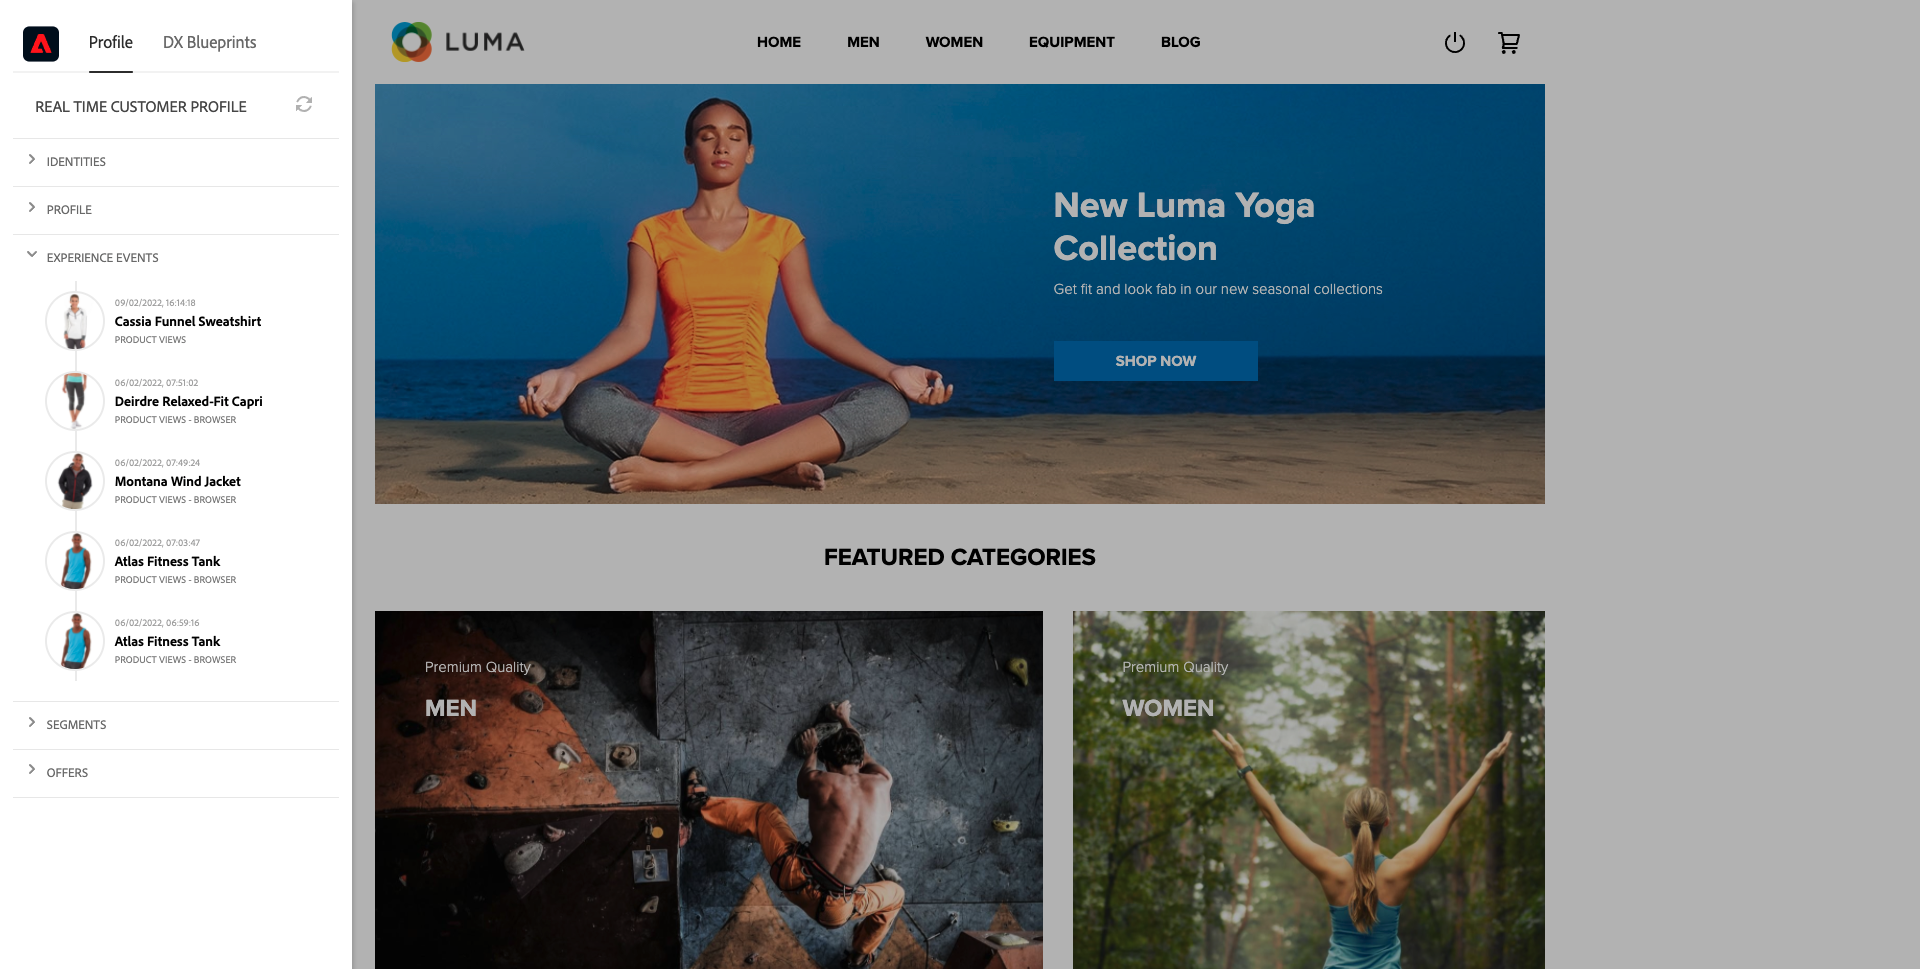 Profile
DX Blueprints
REAL TIME CUSTOMER PROFILE
IDENTITIES
PROFILE
EXPERIENCE EVENTS
09/02/2022, 16:14:18
Cassia Funnel Sweatshirt
PRODUCT VIEWS
06/02/2022, 07:51:02
Deirdre Relaxed-Fit Capri
PRODUCT VIEWS - BROWSER
06/02/2022, 07:49:24
Montana Wind Jacket
PRODUCT VIEWS - BROWSER
06/02/2022, 07:03:47
Atlas Fitness Tank
PRODUCT VIEWS - BROWSER
06/02/2022, 06:59:16
Atlas Fitness Tank
PRODUCT VIEWS - BROWSER
SEGMENTS
OFFERS
LUMA
HOME
MEN
WOMEN
EQUIPMENT
BLOG
New Luma Yoga
Collection
Get fit and look fab in our new seasonal collections
SHOP NOW
FEATURED CATEGORIES
Premium Quality
MEN
Premium Quality
WOMEN